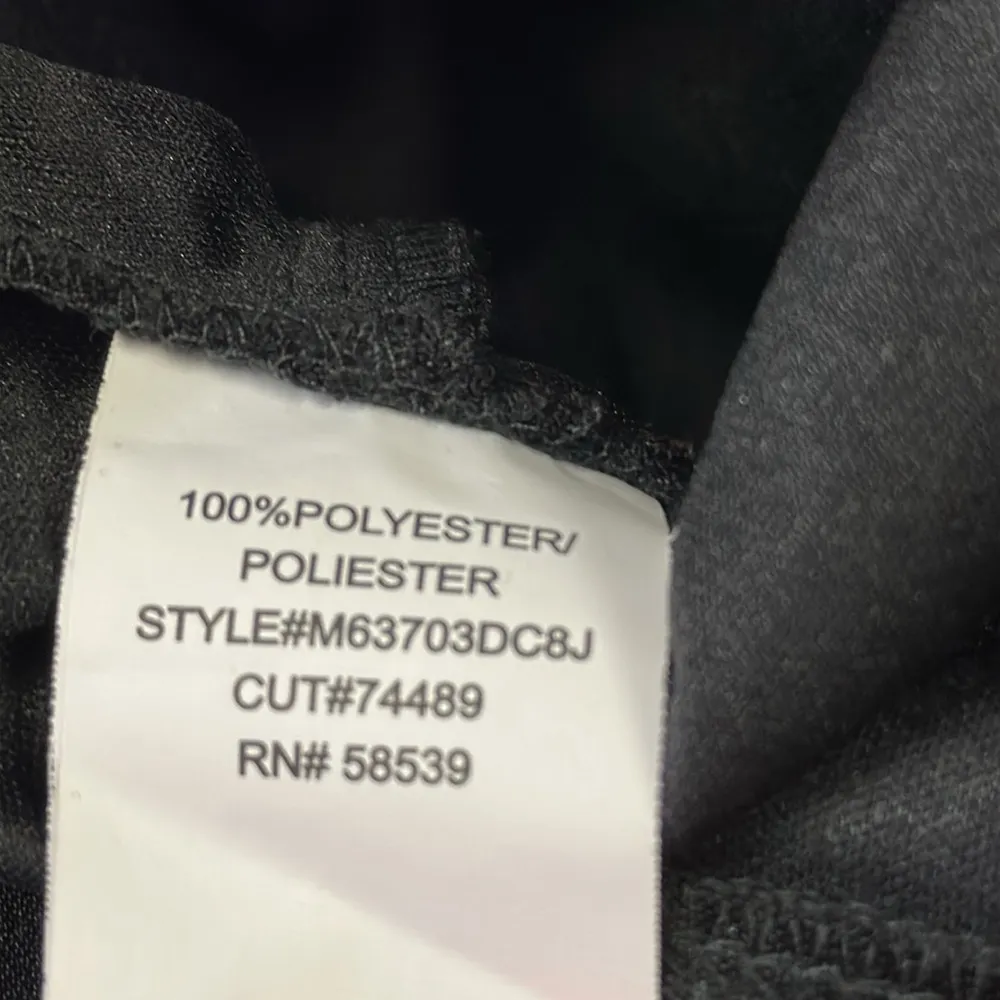 100%POLYESTER/
POLIESTER
STYLE#M63703DC8J
CUT#74489
RN# 58539